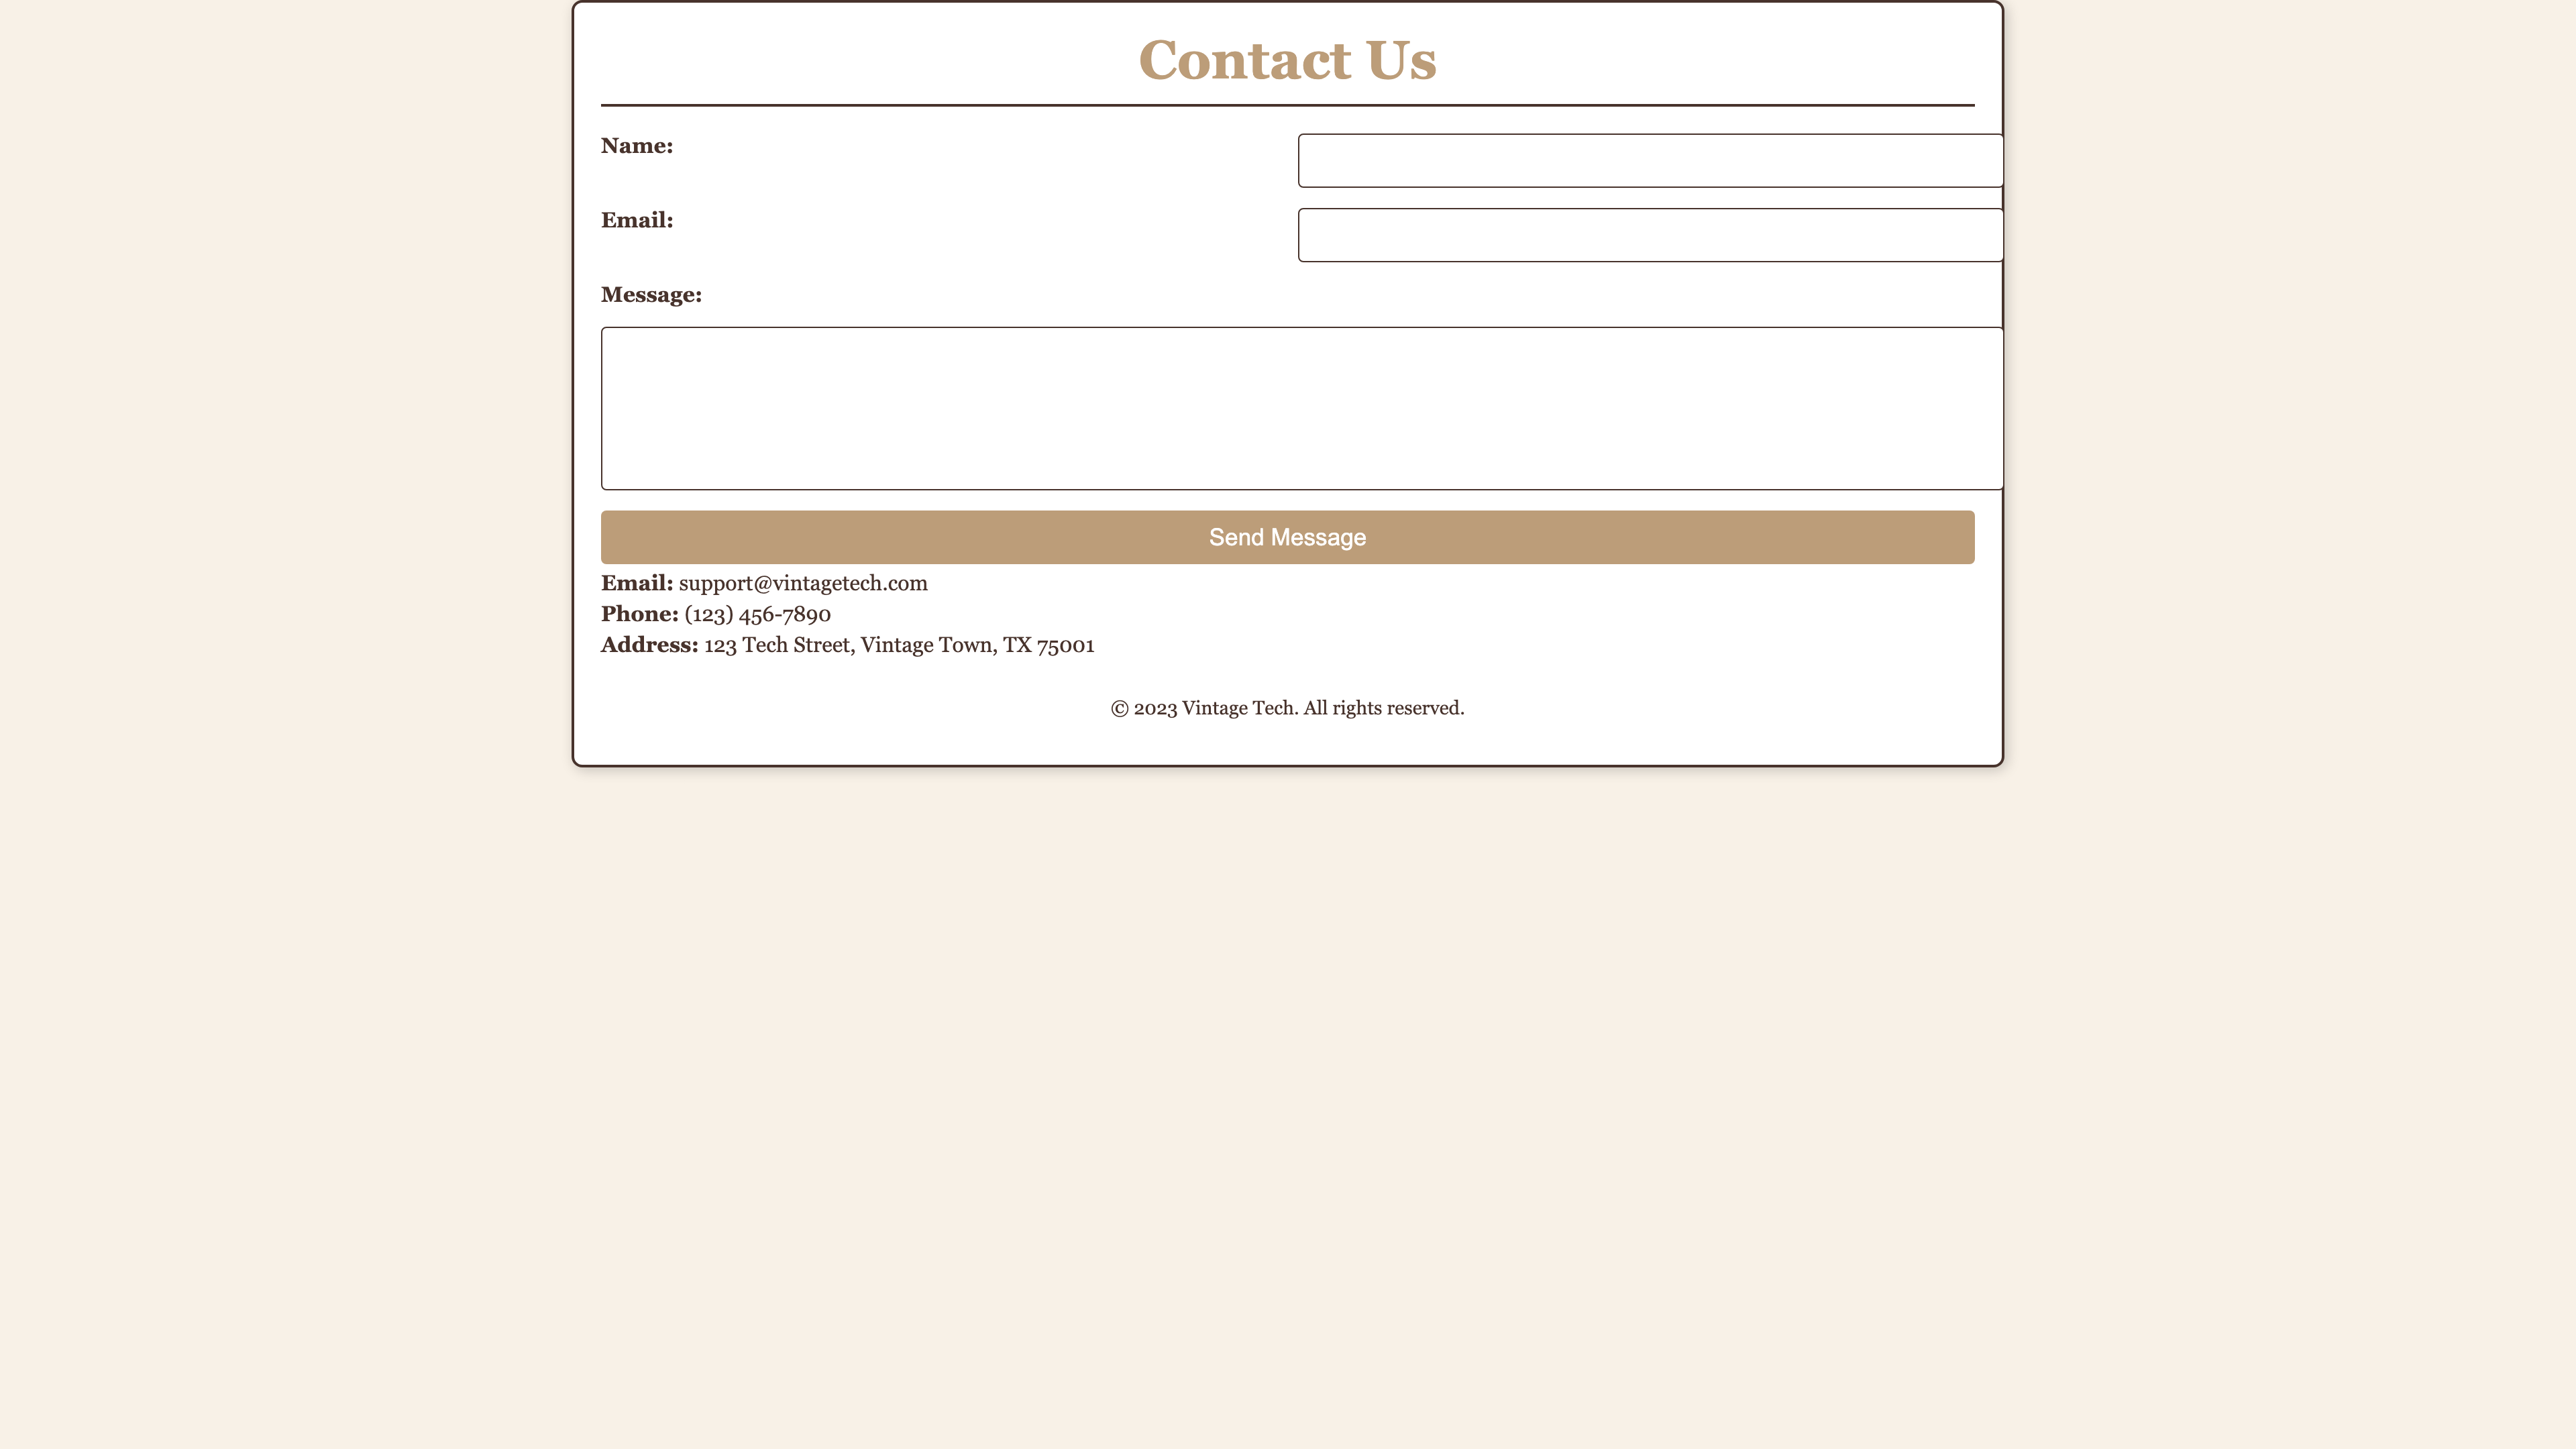 Contact Us
Name:
Email:
Message:
Send Message
Email: support@vintagetech.com
Phone: (123) 456-7890
Address: 123 Tech Street, Vintage Town, TX 75001
© 2023 Vintage Tech. All rights reserved.